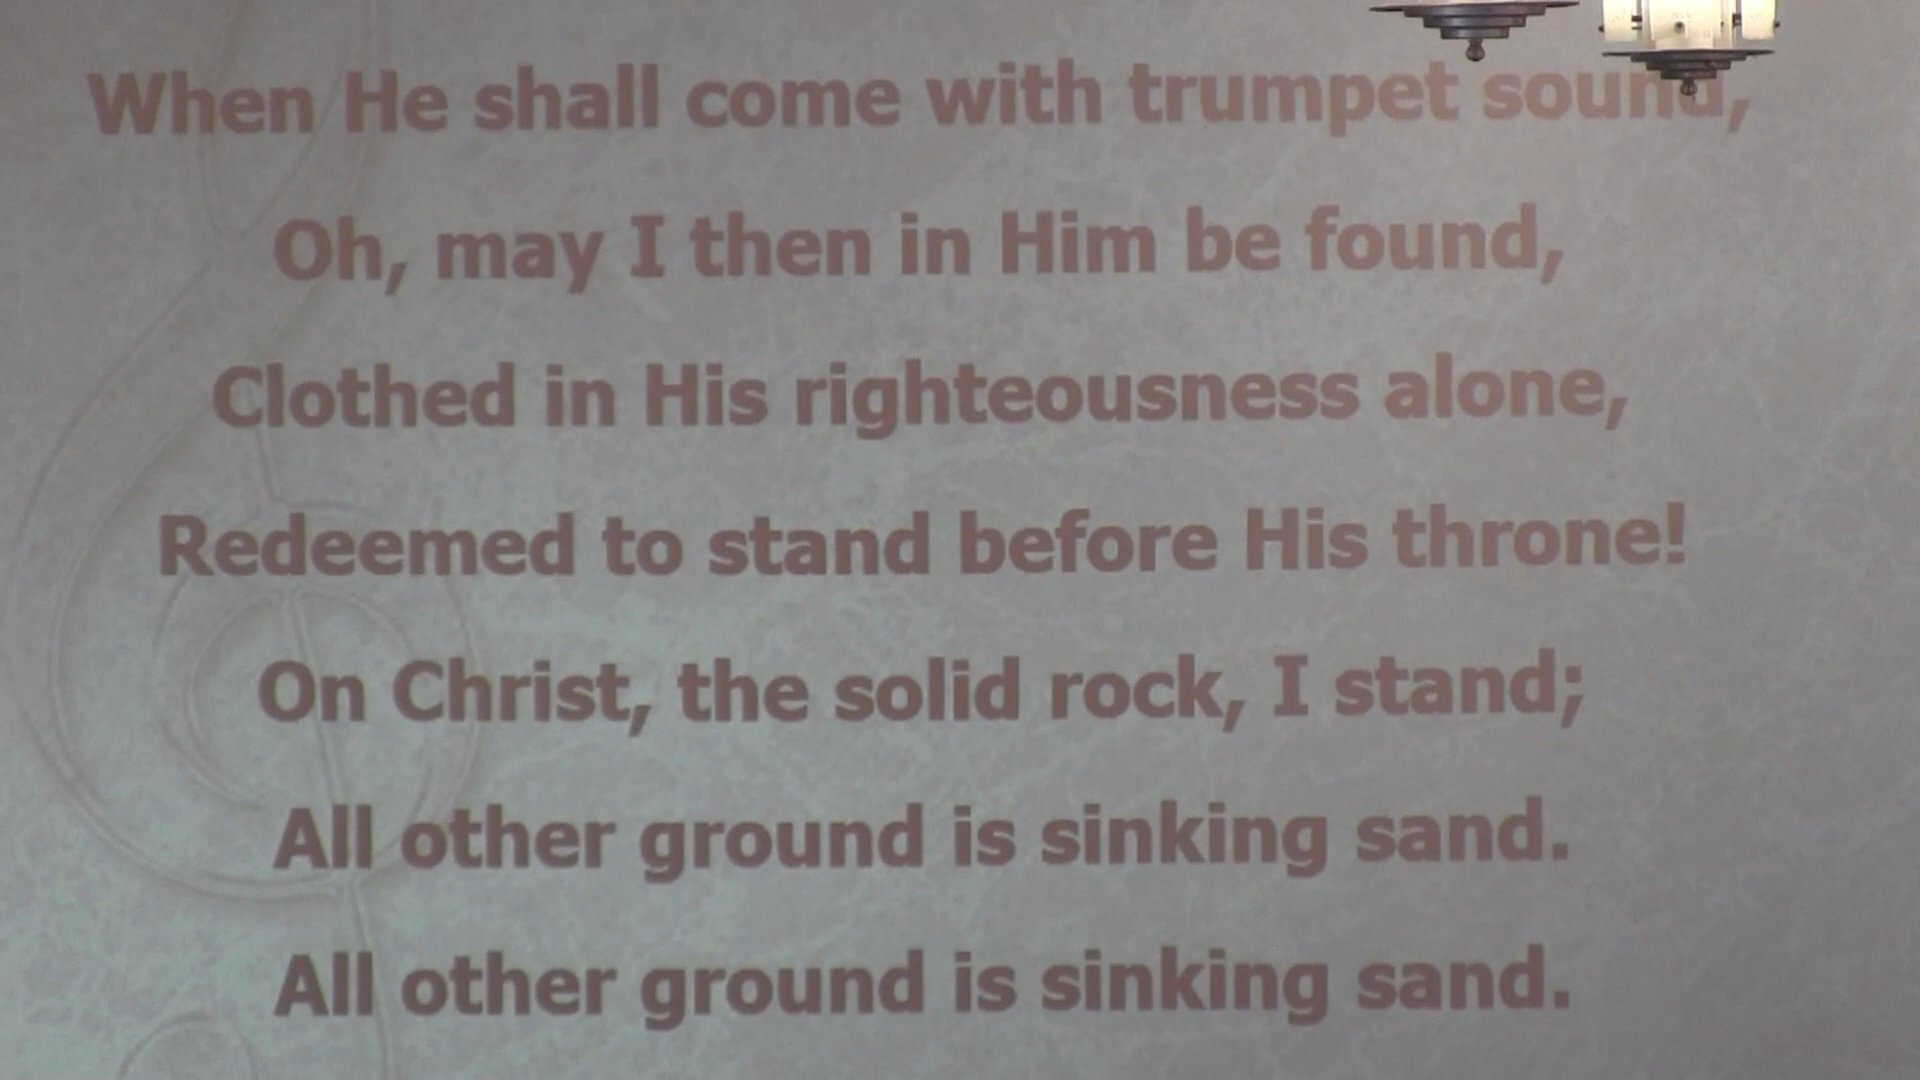 When He shall come with trumpet sound,
Oh, may I then in Him be found,
Clothed in His righteousness alone,
Redeemed to stand before His throne!
On Christ, the solid rock, I stand;
All other ground is sinking sand.
All other ground is sinking sand.